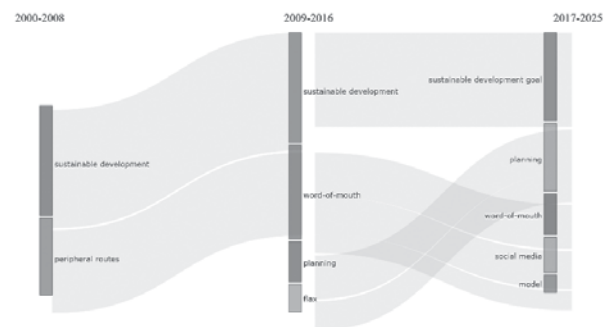 2000-2008
2009-2016
2017-2025
sustainable development
peripheral routes
sustainable development
word-of-mouth
planning
flax
sustainable development goal
planning
word-of-mouth
social media
model